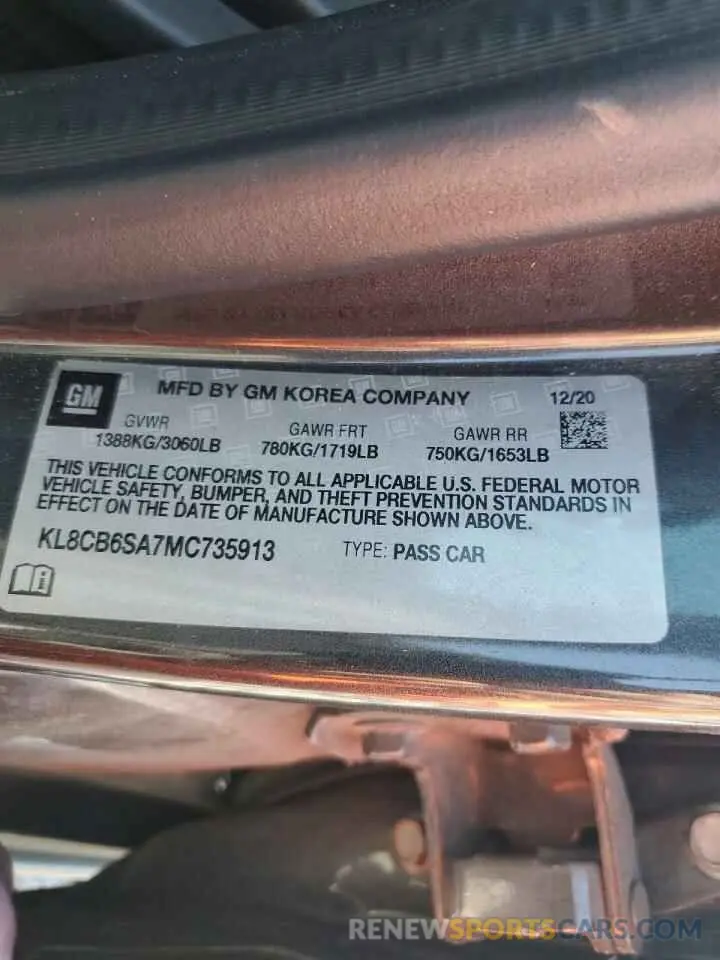 GM MFD BY GM KOREA COMPANY 12/20
GVWR GAWR FRT GAWR RR
1388KG/3060LB 780KG/1719LB 750KG/1653LB
THIS VEHICLE CONFORMS TO ALL APPLICABLE U.S. FEDERAL MOTOR
VEHICLE SAFETY, BUMPER, AND THEFT PREVENTION STANDARDS IN
EFFECT ON THE DATE OF MANUFACTURE SHOWN ABOVE.
KL8CB6SA7MC735913 TYPE: PASS CAR
RENEWSPORTSCARS.COM